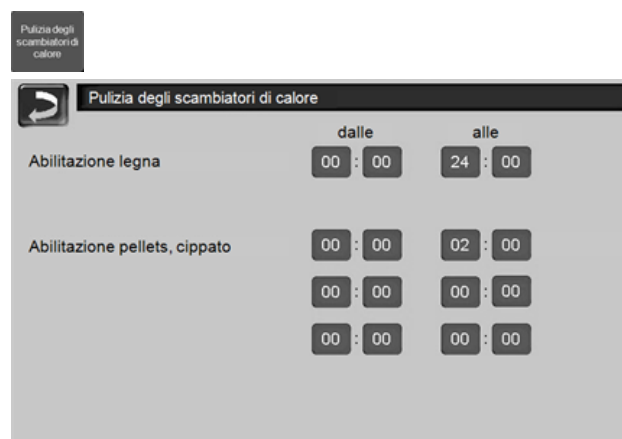 Pulizia degli
scambiatori di
calore
Pulizia degli scambiatori di calore
dalle alle
Abilitazione legna 00 : 00 24 : 00
Abilitazione pellets, cippato 00 : 00 02 : 00
00 : 00 00 : 00
00 : 00 00 : 00